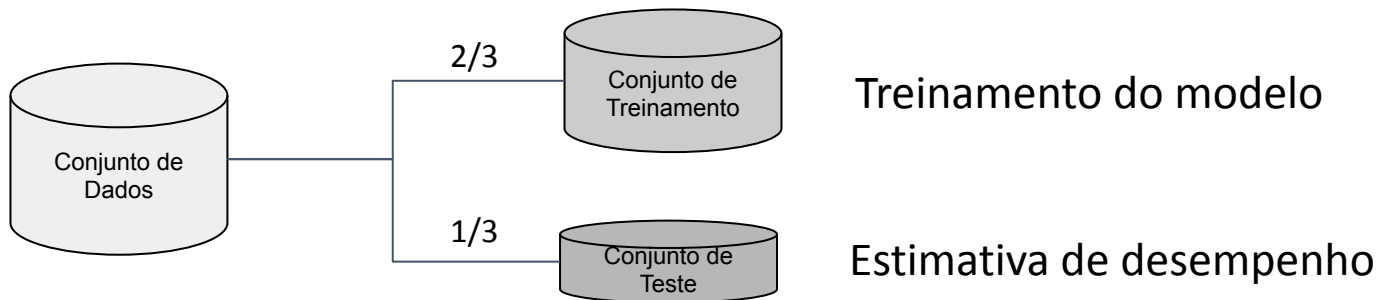 Conjunto de
Dados
2/3
Conjunto de
Treinamento
Treinamento do modelo
1/3
Conjunto de
Teste
Estimativa de desempenho